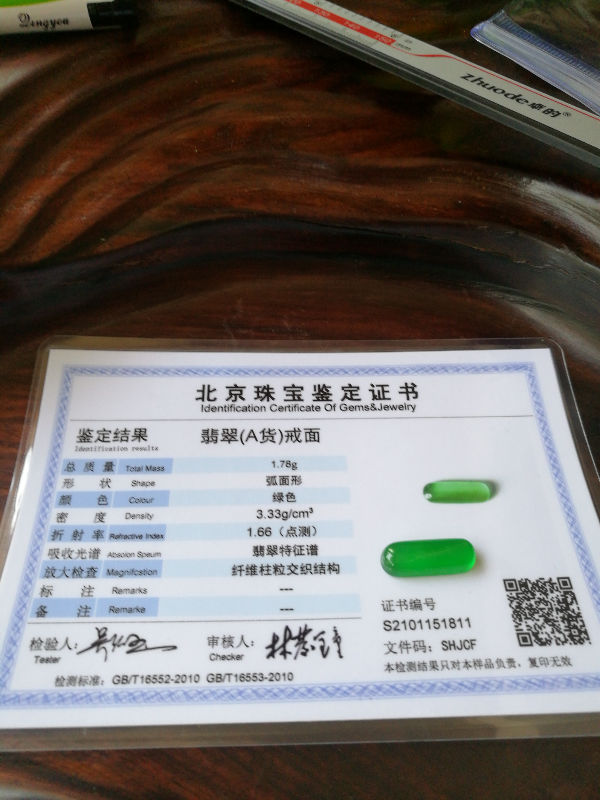 Dengyou
zhuode卓的®
北京珠宝鉴定证书
Identification Certificate Of Gems&Jewelry
鉴定结果 翡翠(A货)戒面
Identification results
总质量 Total Mass 1.78g
形状 Shape 弧面形
颜色 Colour 绿色
密度 Density 3.33g/cm³
折射率 Refractive Index 1.66（点测）
吸收光谱 Absoion Speum 翡翠特征谱
放大检查 Magnifcstion 纤维柱粒交织结构
标注 Remarks ---
备注 Remarke ---
证书编号
S2101151811
文件码：SHJCF
本检测结果只对本样品负责，复印无效
检验人：
Tester
审核人：
Checker
检测标准：GB/T16552-2010 GB/T16553-2010